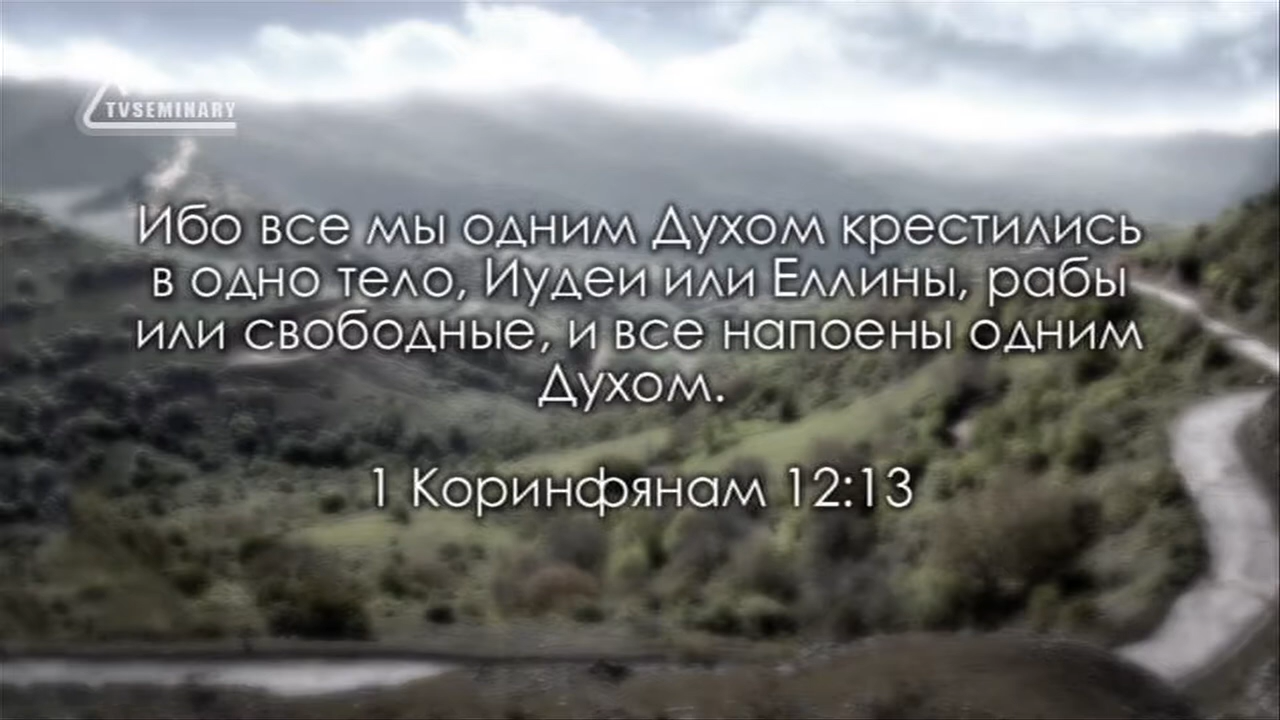 TVSEMINARY
Ибо все мы одним Духом крестились
в одно тело, Иудеи или Еллины, рабы
или свободные, и все напоены одним
Духом.
1 Коринфянам 12:13